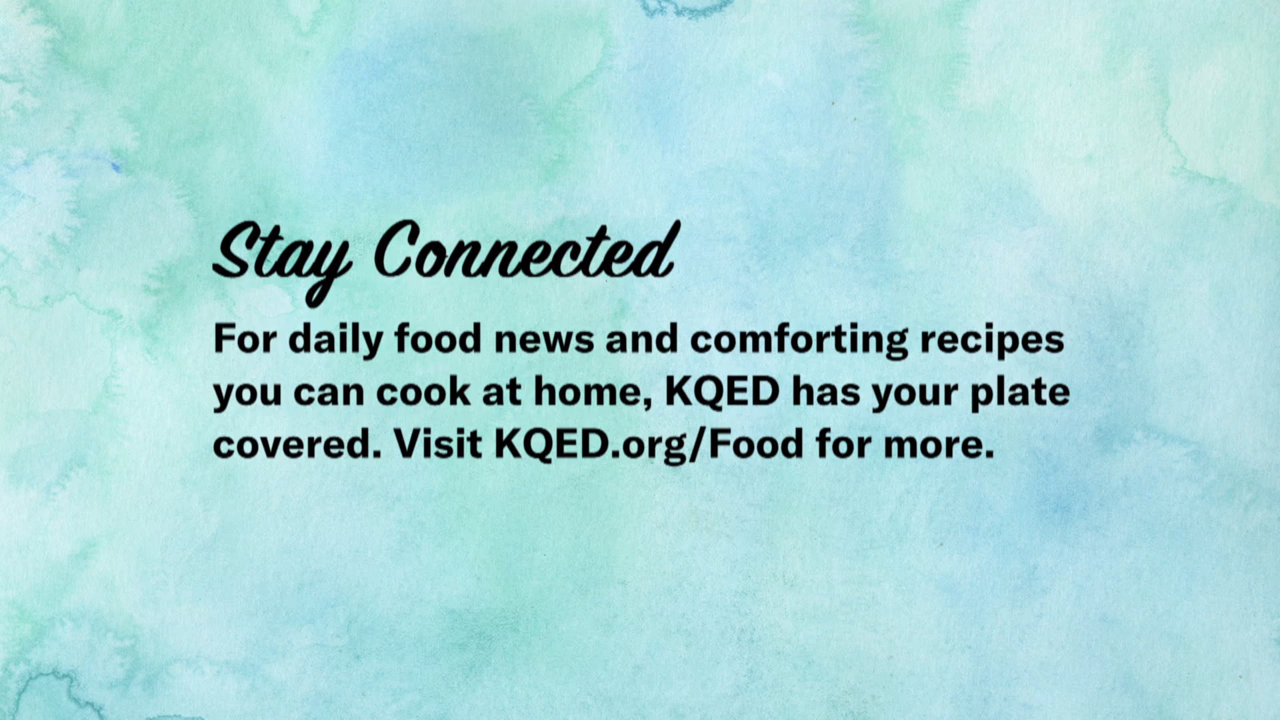 Stay Connected
For daily food news and comforting recipes
you can cook at home, KQED has your plate
covered. Visit KQED.org/Food for more.